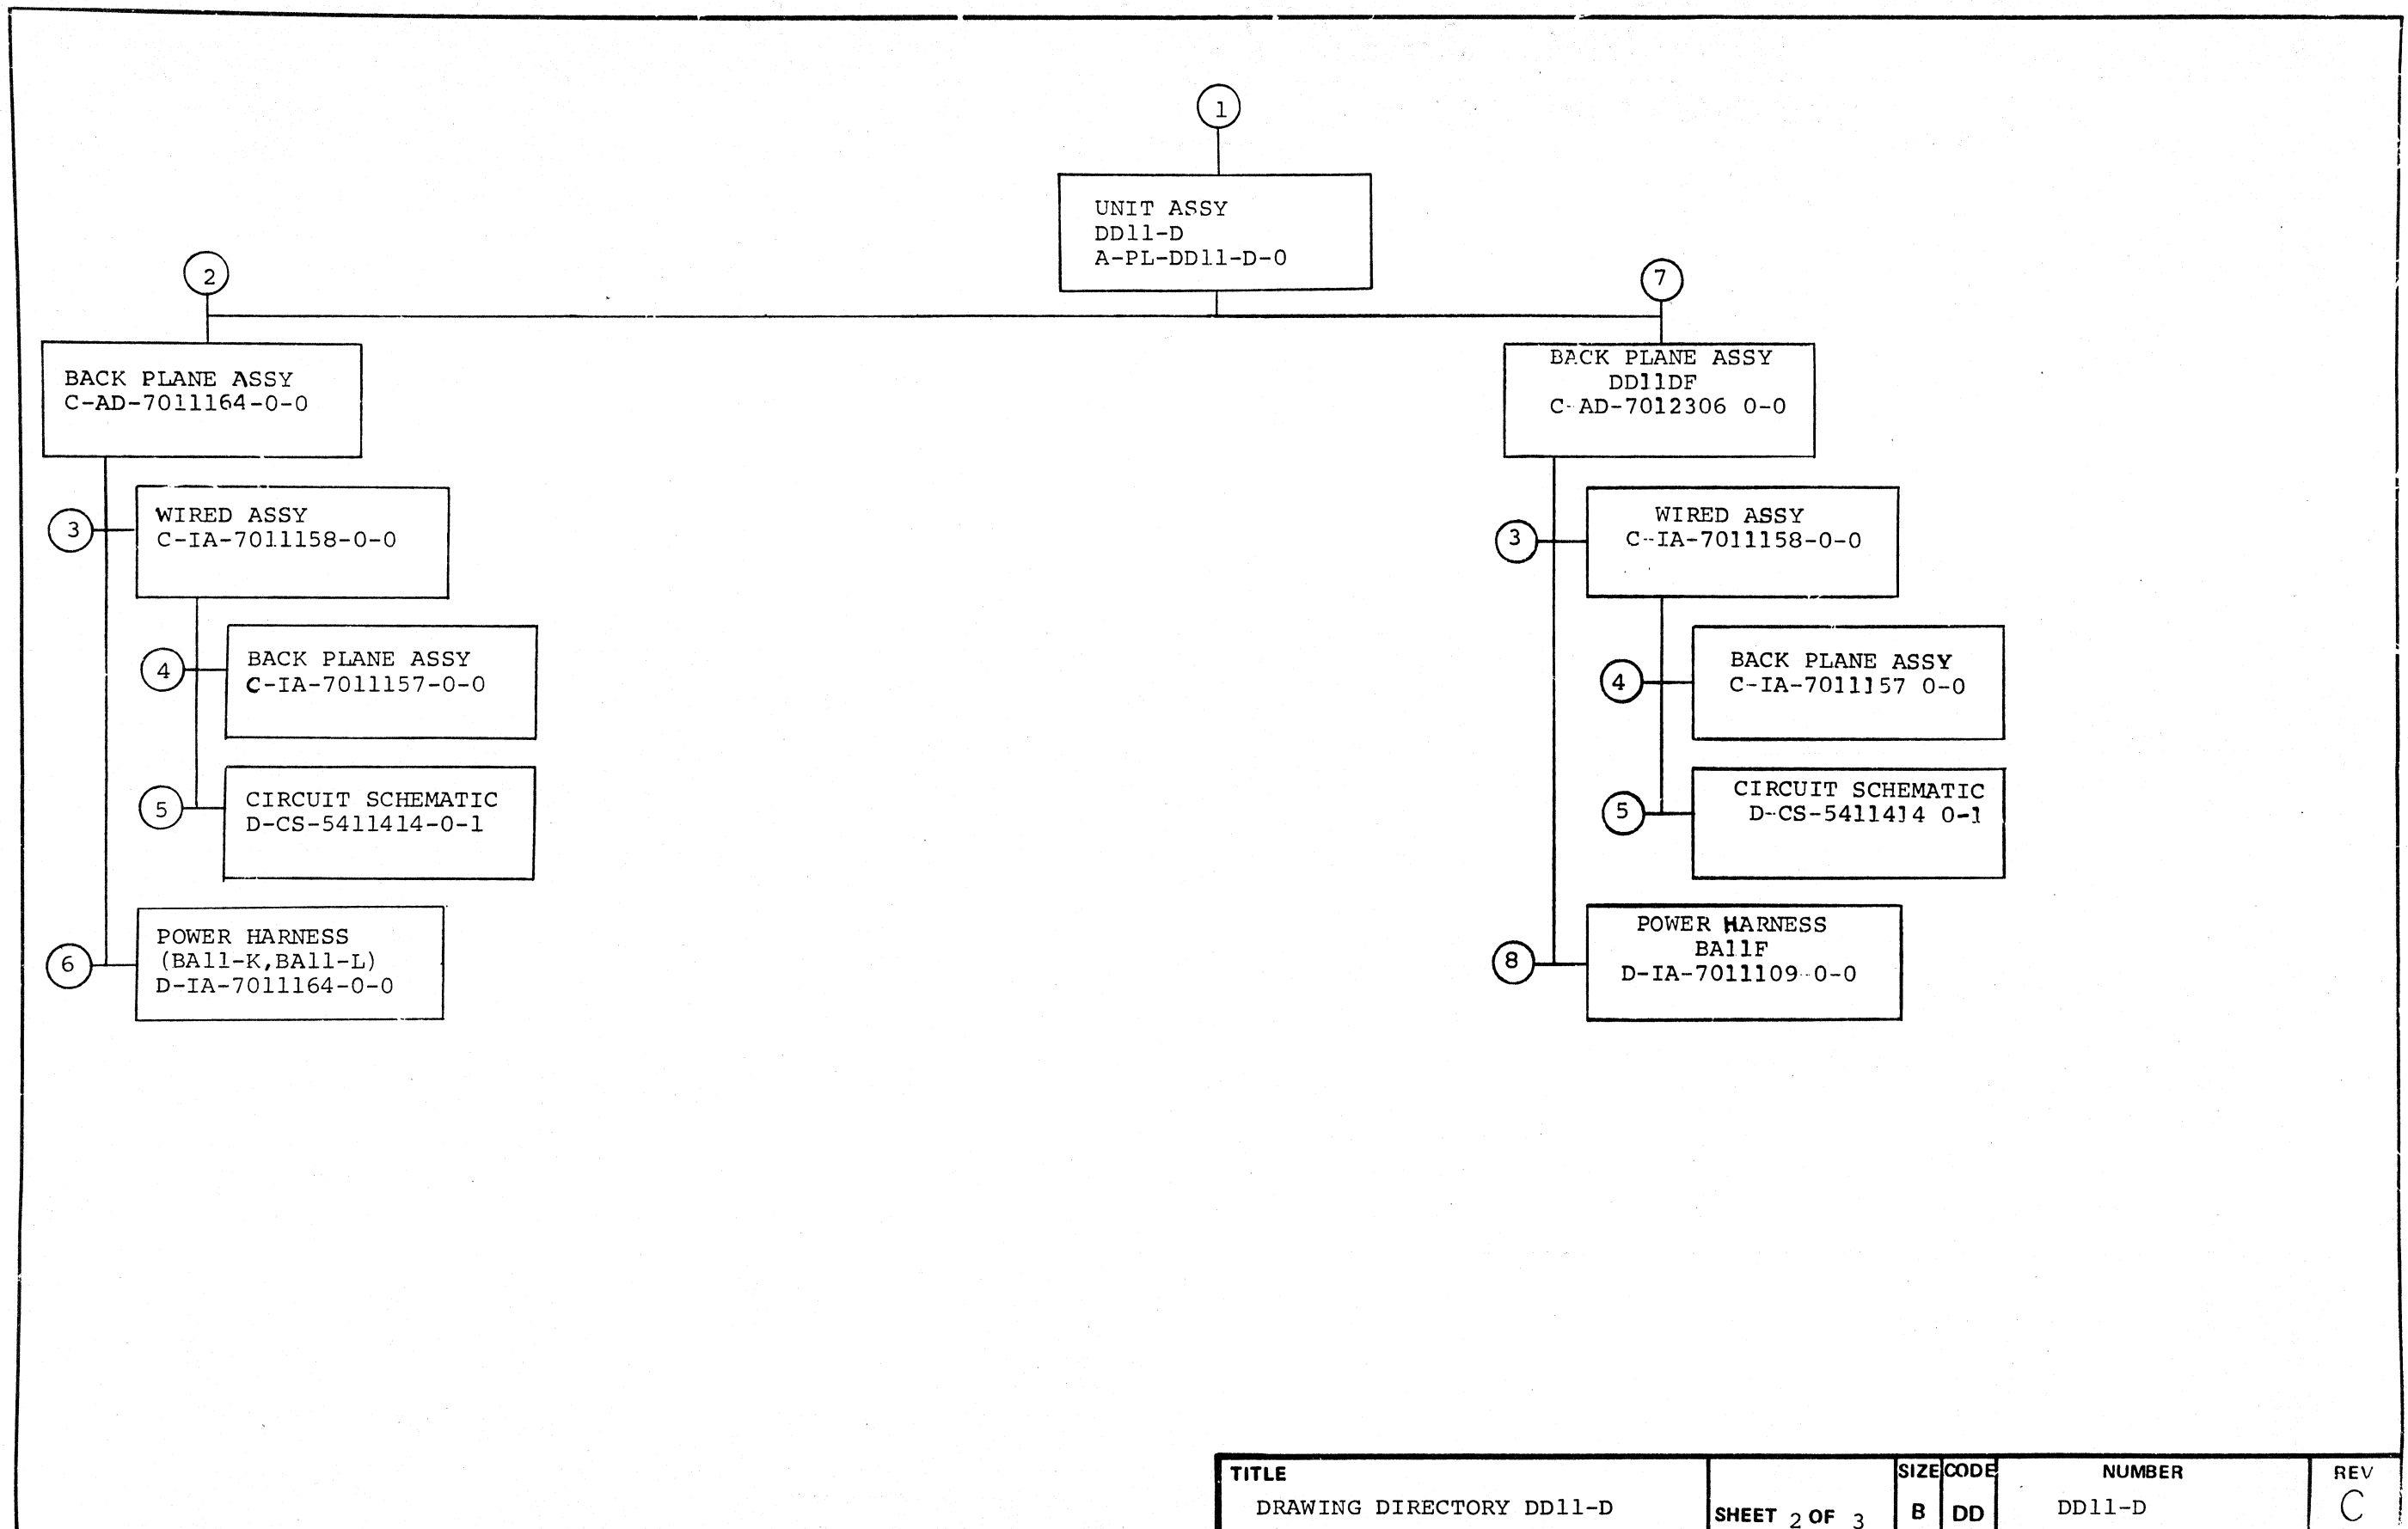 1
UNIT ASSY
DD11-D
A-PL-DD11-D-0
2
7
BACK PLANE ASSY
C-AD-7011164-0-0
BACK PLANE ASSY
DD11DF
C-AD-7012306 0-0
3
WIRED ASSY
C-IA-7011158-0-0
3
WIRED ASSY
C-IA-7011158-0-0
4
BACK PLANE ASSY
C-IA-7011157-0-0
4
BACK PLANE ASSY
C-IA-7011157 0-0
5
CIRCUIT SCHEMATIC
D-CS-5411414-0-1
5
CIRCUIT SCHEMATIC
D-CS-5411414 0-1
6
POWER HARNESS
(BA11-K,BA11-L)
D-IA-7011164-0-0
8
POWER HARNESS
BA11F
D-IA-7011109-0-0
TITLE
DRAWING DIRECTORY DD11-D
SHEET 2 OF 3
SIZE
B
CODE
DD
NUMBER
DD11-D
REV
C